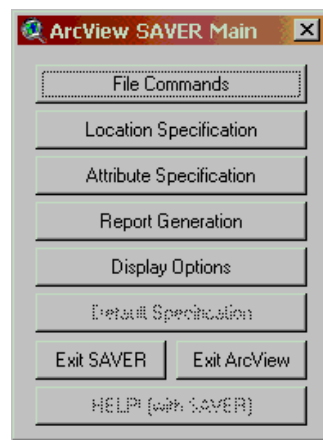 ArcView SAVER Main
File Commands
Location Specification
Attribute Specification
Report Generation
Display Options
Default Specification
Exit SAVER Exit ArcView
HELP! (with SAVER)